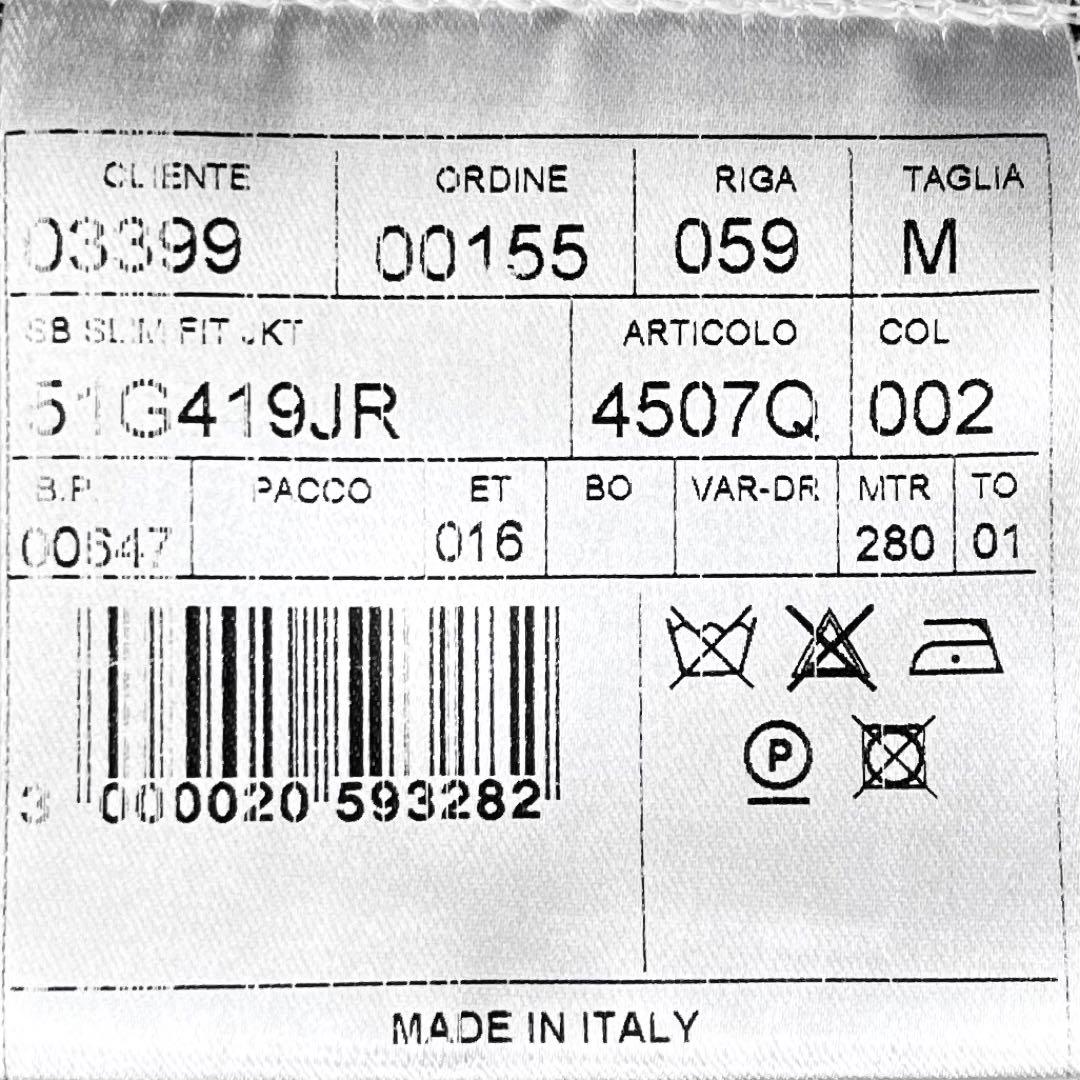 CLIENTE ORDINE RIGA TAGLIA
03399 00155 059 M
SB SLIM FIT JKT ARTICOLO COL
51G419JR 4507Q 002
B.P. PACCO ET BO VAR-DR MTR TO
00547 016 280 01
P
3 000020 593282
MADE IN ITALY